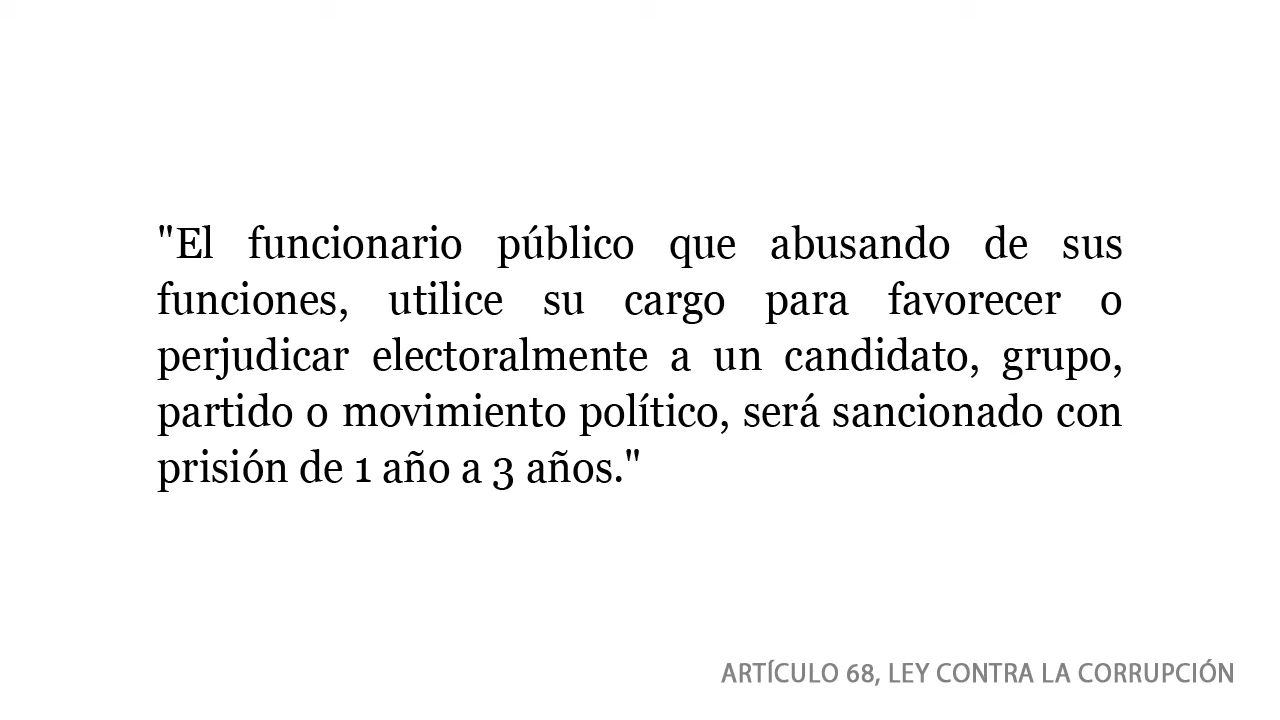 "El funcionario público que abusando de sus
funciones, utilice su cargo para favorecer o
perjudicar electoralmente a un candidato, grupo,
partido o movimiento político, será sancionado con
prisión de 1 año a 3 años."
ARTÍCULO 68, LEY CONTRA LA CORRUPCIÓN